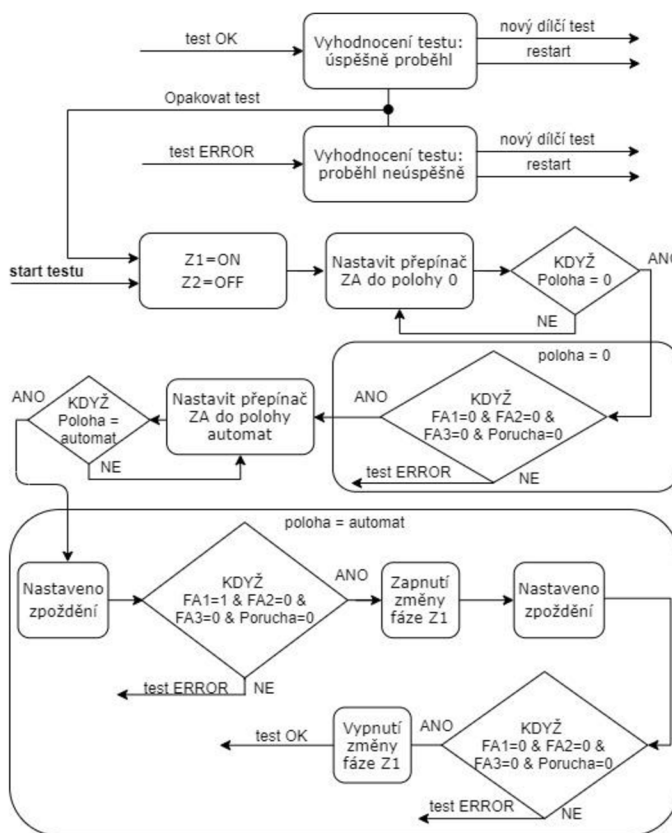 test OK
Vyhodnocení testu:
úspěšně proběhl
nový dílčí test
restart
Opakovat test
test ERROR
Vyhodnocení testu:
proběhl neúspěšně
nový dílčí test
restart
start testu
Z1=ON
Z2=OFF
Nastavit přepínač
ZA do polohy 0
KDYŽ
Poloha = 0
ANO
NE
poloha = 0
KDYŽ
FA1=0 & FA2=0 &
FA3=0 & Porucha=0
ANO
NE
test ERROR
Nastavit přepínač
ZA do polohy
automat
KDYŽ
Poloha =
automat
ANO
NE
poloha = automat
Nastaveno
zpoždění
KDYŽ
FA1=1 & FA2=0 &
FA3=0 & Porucha=0
ANO
NE
test ERROR
Zapnutí
změny
fáze Z1
Nastaveno
zpoždění
KDYŽ
FA1=0 & FA2=0 &
FA3=0 & Porucha=0
ANO
NE
test ERROR
Vypnutí
změny
fáze Z1
test OK